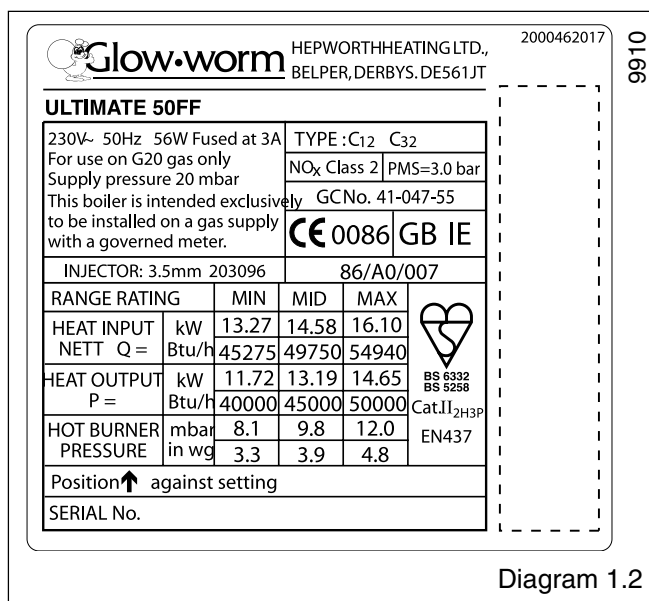 Glow•worm HEPWORTHHEATING LTD.,
BELPER, DERBYS. DE561JT
2000462017
9910
ULTIMATE 50FF
230V~ 50Hz 56W Fused at 3A
For use on G20 gas only
Supply pressure 20 mbar
This boiler is intended exclusively
to be installed on a gas supply
with a governed meter.
TYPE : C12 C32
NOX Class 2 PMS=3.0 bar
GC No. 41-047-55
CE 0086 GB IE
INJECTOR: 3.5mm 203096 86/A0/007
RANGE RATING MIN MID MAX
HEAT INPUT NETT Q = kW 13.27 14.58 16.10
Btu/h 45275 49750 54940
HEAT OUTPUT P = kW 11.72 13.19 14.65
Btu/h 40000 45000 50000
HOT BURNER PRESSURE mbar 8.1 9.8 12.0
in wg 3.3 3.9 4.8
BS 6332
BS 5258
Cat.II2H3P
EN437
Position↑ against setting
SERIAL No.
Diagram 1.2